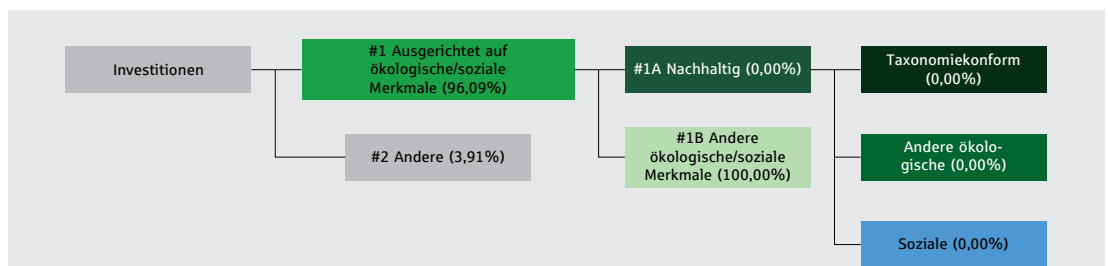 Investitionen
#1 Ausgerichtet auf
ökologische/soziale
Merkmale (96,09%)
#2 Andere (3,91%)
#1A Nachhaltig (0,00%)
#1B Andere
ökologische/soziale
Merkmale (100,00%)
Taxonomiekonform
(0,00%)
Andere ökolo-
gische (0,00%)
Soziale (0,00%)